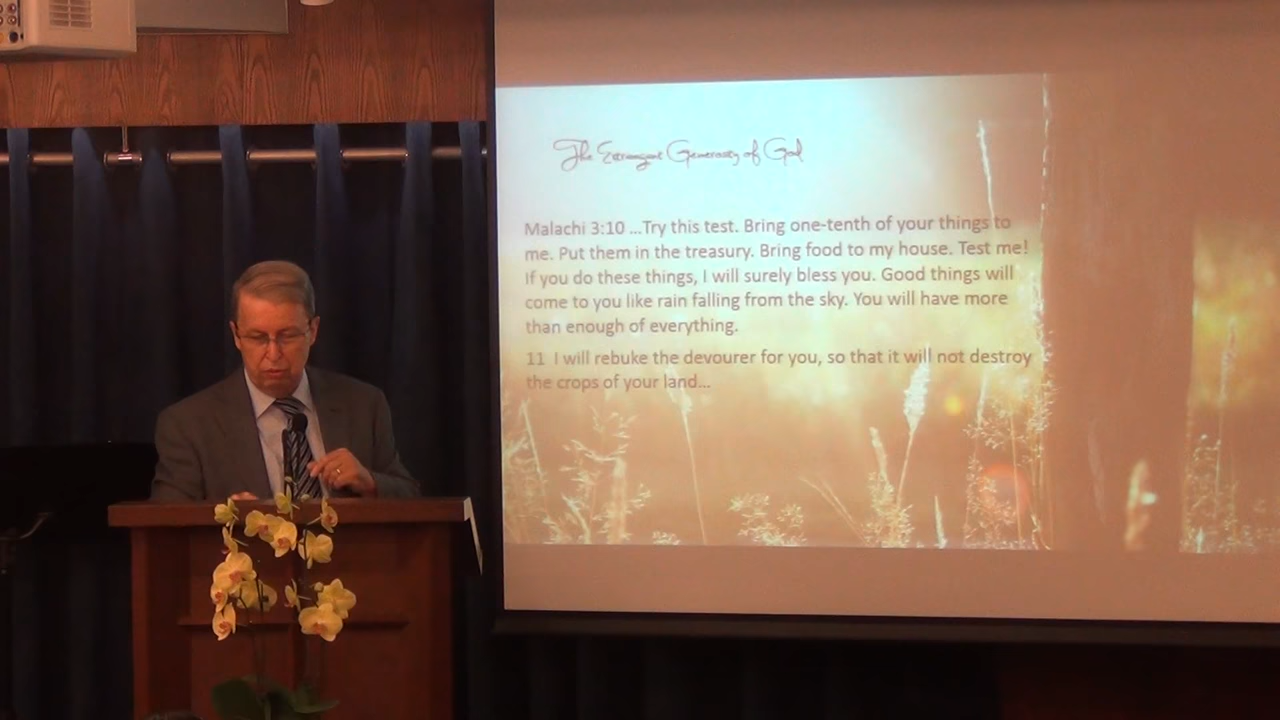 The Extravagant Generosity of God
Malachi 3:10 ...Try this test. Bring one-tenth of your things to
me. Put them in the treasury. Bring food to my house. Test me!
If you do these things, I will surely bless you. Good things will
come to you like rain falling from the sky. You will have more
than enough of everything.
11 I will rebuke the devourer for you, so that it will not destroy
the crops of your land...